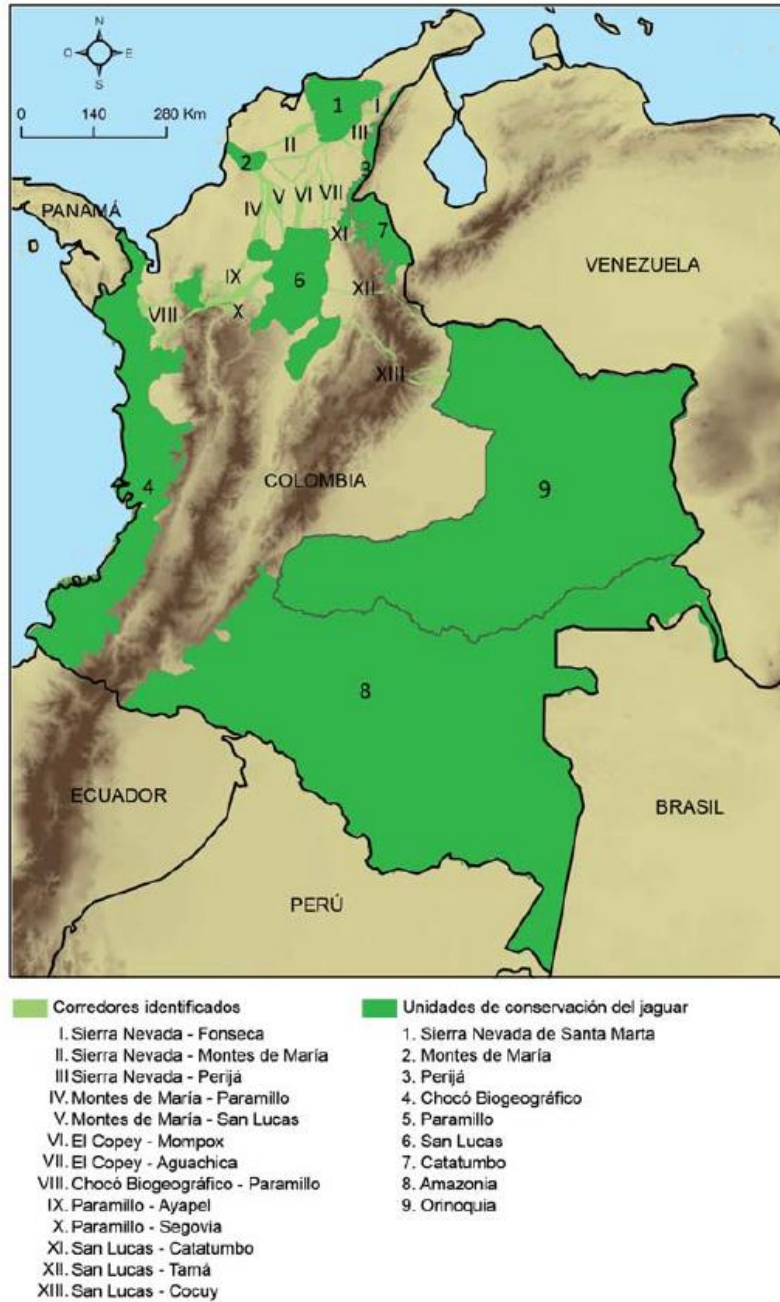 N
O E
S
0 140 280 Km
1
I
III
II
2
3
PANAMÁ
IV V VI VII
XI 7
VENEZUELA
IX 6
XII
VIII X
XIII
4 COLOMBIA
9
8
ECUADOR
BRASIL
PERÚ
Corredores identificados
I. Sierra Nevada - Fonseca
II. Sierra Nevada - Montes de María
III Sierra Nevada - Perijá
IV. Montes de María - Paramillo
V. Montes de María - San Lucas
VI. El Copey - Mompox
VII. El Copey - Aguachica
VIII. Chocó Biogeográfico - Paramillo
IX. Paramillo - Ayapel
X. Paramillo - Segovia
XI. San Lucas - Catatumbo
XII. San Lucas - Tamá
XIII. San Lucas - Cocuy
Unidades de conservación del jaguar
1. Sierra Nevada de Santa Marta
2. Montes de María
3. Perijá
4. Chocó Biogeográfico
5. Paramillo
6. San Lucas
7. Catatumbo
8. Amazonia
9. Orinoquia